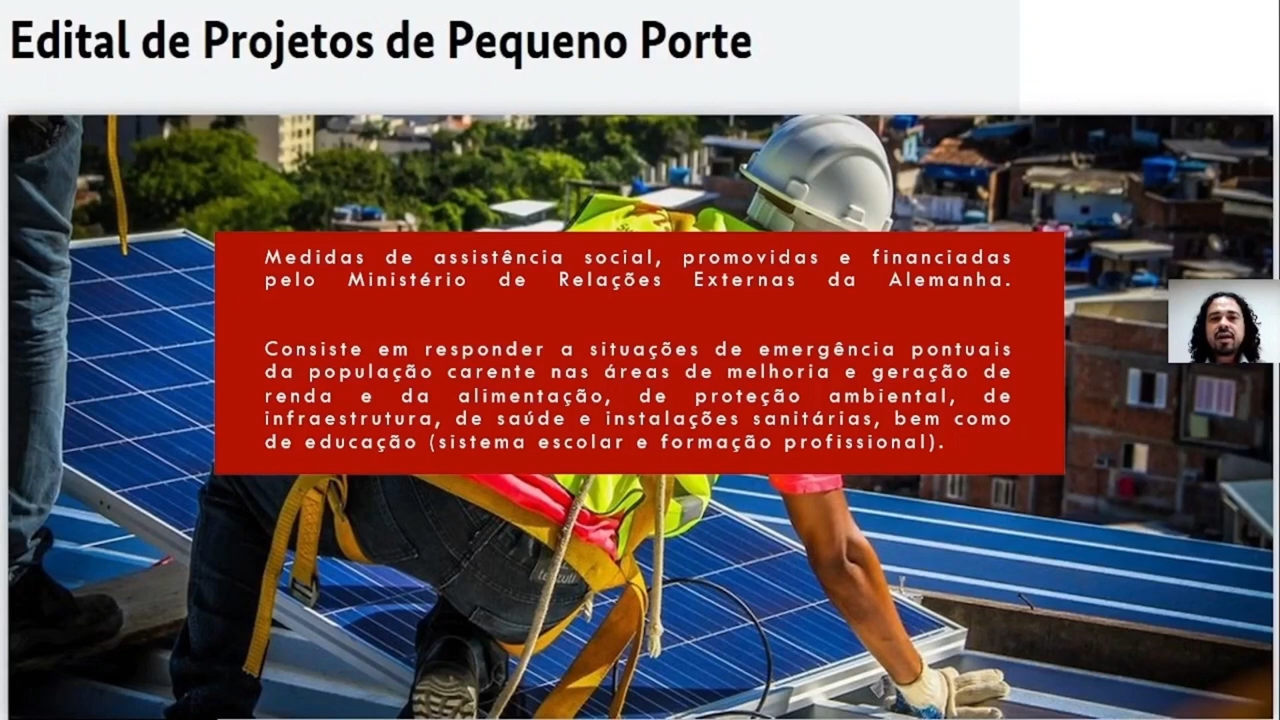 Edital de Projetos de Pequeno Porte
Medidas de assistência social, promovidas e financiadas
pelo Ministério de Relações Externas da Alemanha.
Consiste em responder a situações de emergência pontuais
da população carente nas áreas de melhoria e geração de
renda e da alimentação, de proteção ambiental, de
infraestrutura, de saúde e instalações sanitárias, bem como
de educação (sistema escolar e formação profissional).